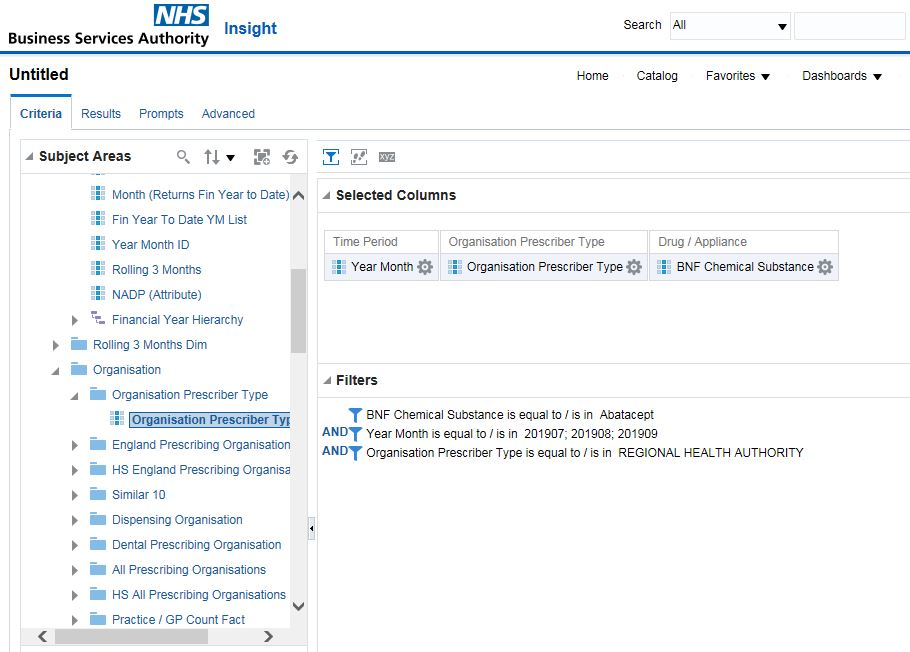 NHS
Business Services Authority
Insight
Search All
Untitled
Home Catalog Favorites Dashboards
Criteria Results Prompts Advanced
Subject Areas
xyz
Month (Returns Fin Year to Date)
Fin Year To Date YM List
Year Month ID
Rolling 3 Months
NADP (Attribute)
Financial Year Hierarchy
Rolling 3 Months Dim
Organisation
Organisation Prescriber Type
Organisation Prescriber Typ
England Prescribing Organisation
HS England Prescribing Organisa
Similar 10
Dispensing Organisation
Dental Prescribing Organisation
All Prescribing Organisations
HS All Prescribing Organisations
Practice / GP Count Fact
Selected Columns
Time Period Organisation Prescriber Type Drug / Appliance
Year Month Organisation Prescriber Type BNF Chemical Substance
Filters
BNF Chemical Substance is equal to / is in Abatacept
AND Year Month is equal to / is in 201907; 201908; 201909
AND Organisation Prescriber Type is equal to / is in REGIONAL HEALTH AUTHORITY